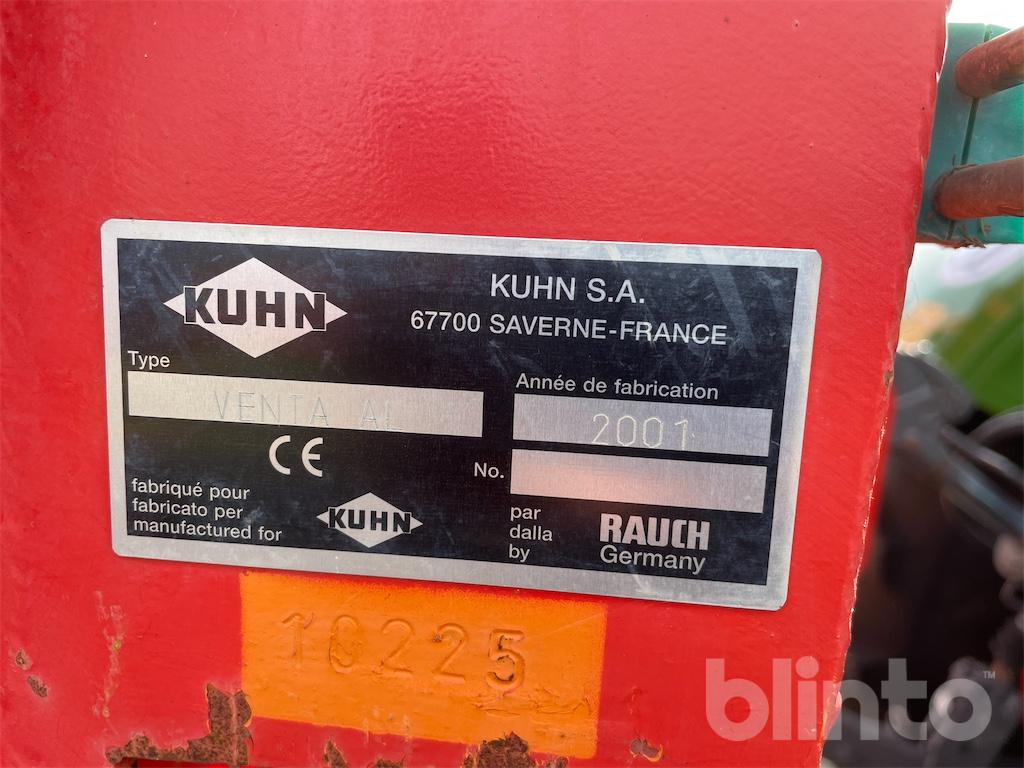 KUHN
KUHN S.A.
67700 SAVERNE-FRANCE
Type
VENTA AL
Année de fabrication
2001
CE
No.
fabriqué pour
fabricato per
manufactured for
KUHN
par
dalla
by
RAUCH
Germany
10225
blinto™